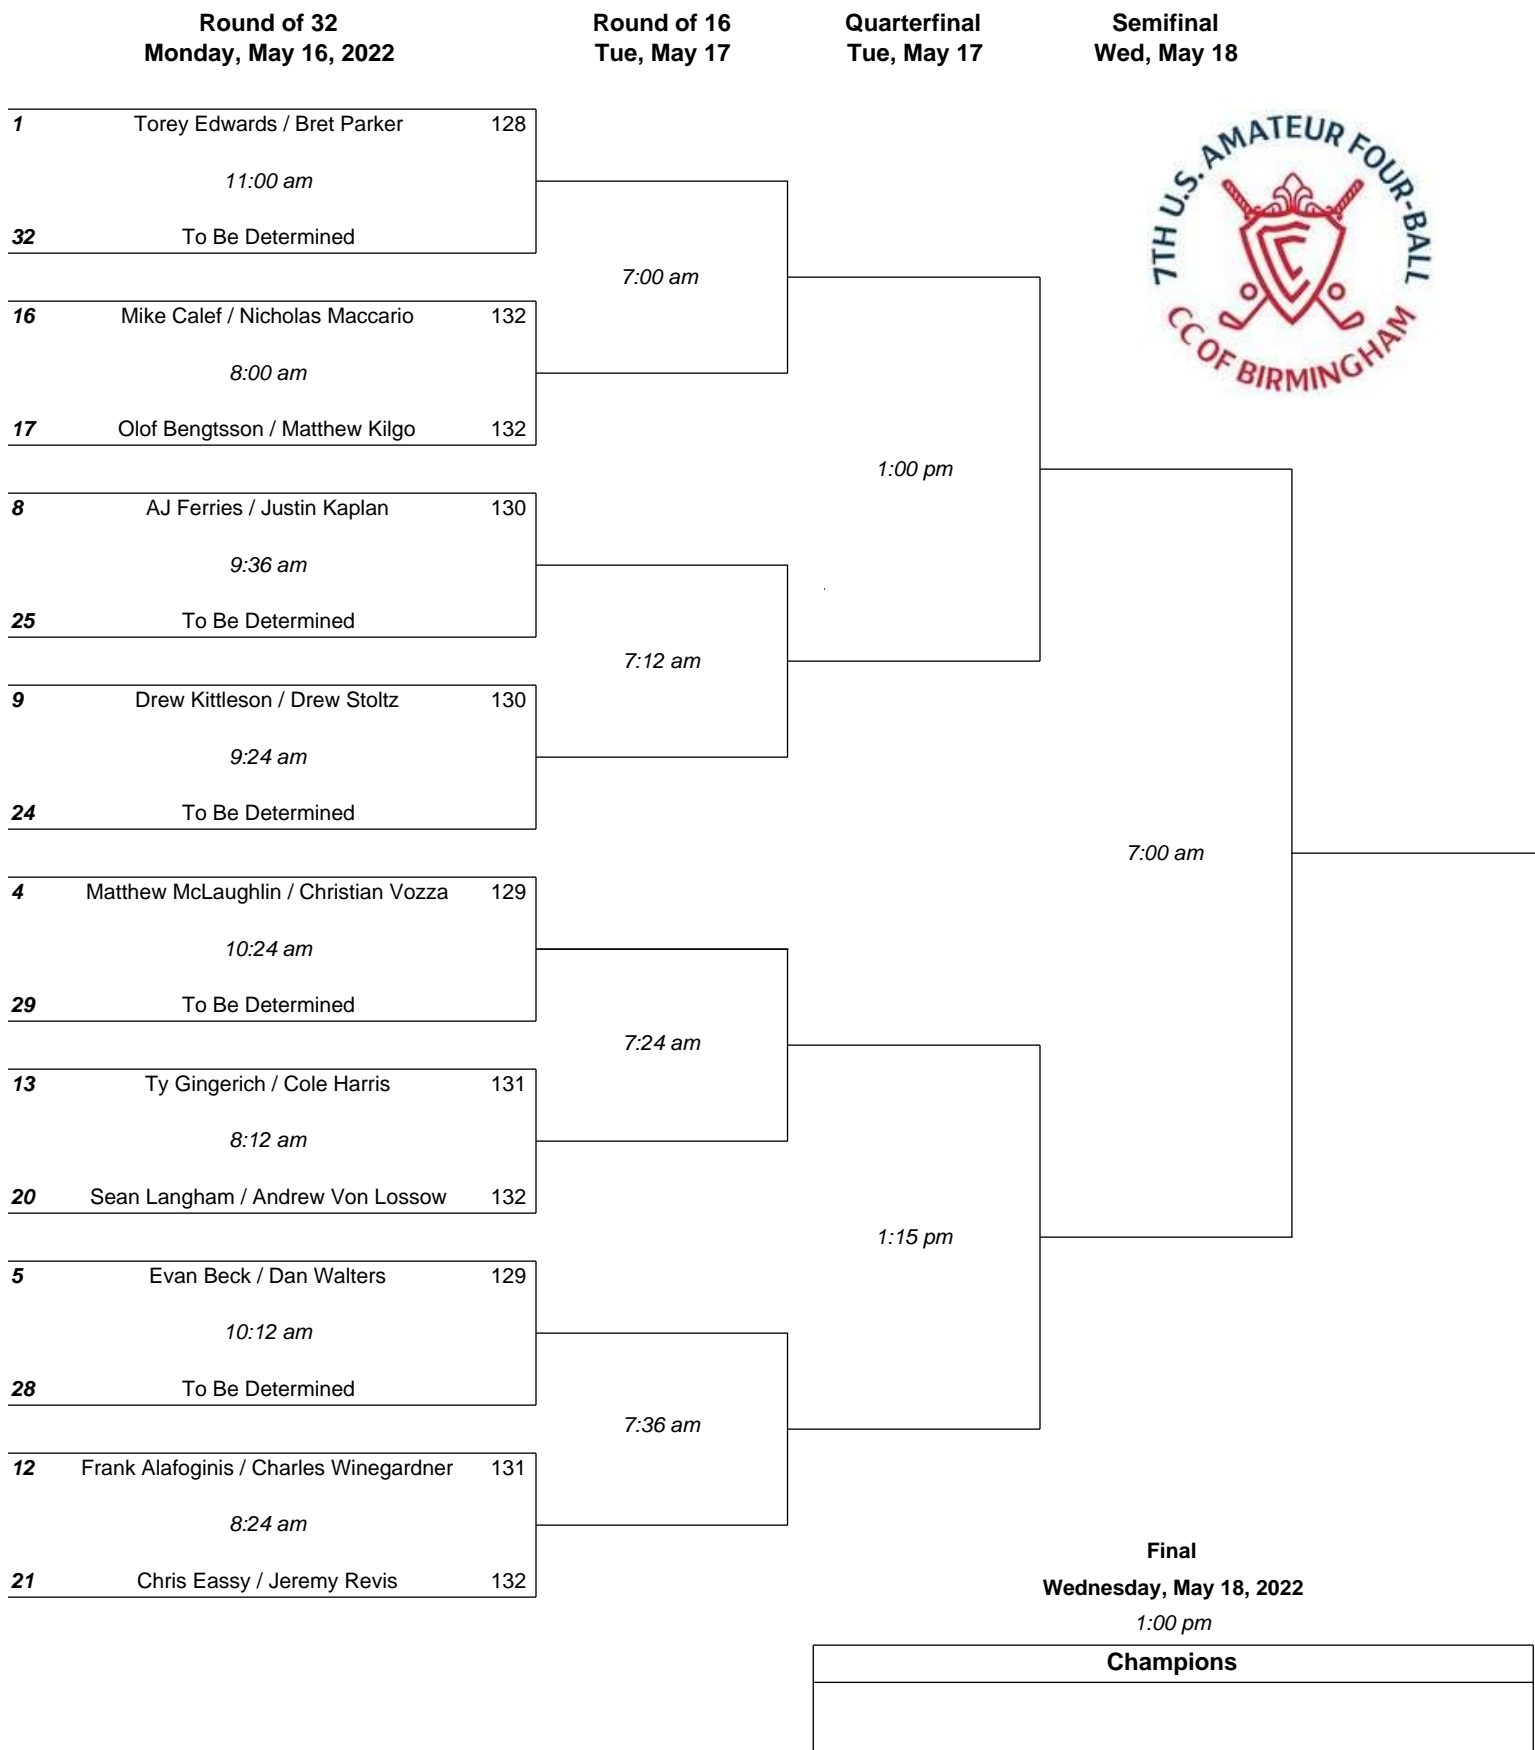 Round of 32
Monday, May 16, 2022
Round of 16
Tue, May 17
Quarterfinal
Tue, May 17
Semifinal
Wed, May 18
7TH U.S. AMATEUR FOUR-BALL
CC OF BIRMINGHAM
1 Torey Edwards / Bret Parker 128
11:00 am
32 To Be Determined
7:00 am
16 Mike Calef / Nicholas Maccario 132
8:00 am
17 Olof Bengtsson / Matthew Kilgo 132
1:00 pm
8 AJ Ferries / Justin Kaplan 130
9:36 am
25 To Be Determined
7:12 am
9 Drew Kittleson / Drew Stoltz 130
9:24 am
24 To Be Determined
7:00 am
4 Matthew McLaughlin / Christian Vozza 129
10:24 am
29 To Be Determined
7:24 am
13 Ty Gingerich / Cole Harris 131
8:12 am
20 Sean Langham / Andrew Von Lossow 132
1:15 pm
5 Evan Beck / Dan Walters 129
10:12 am
28 To Be Determined
7:36 am
12 Frank Alafoginis / Charles Winegardner 131
8:24 am
21 Chris Eassy / Jeremy Revis 132
Final
Wednesday, May 18, 2022
1:00 pm
Champions